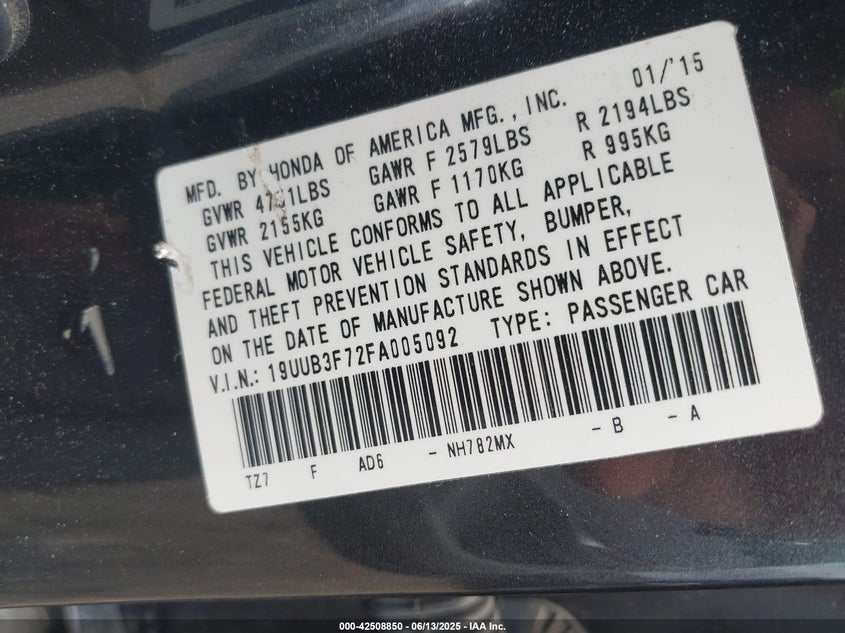 MFD. BY HONDA OF AMERICA MFG., INC. 01/'15
GVWR 4751LBS GAWR F 2579LBS R 2194LBS
GVWR 2155KG GAWR F 1170KG R 995KG
THIS VEHICLE CONFORMS TO ALL APPLICABLE
FEDERAL MOTOR VEHICLE SAFETY, BUMPER,
AND THEFT PREVENTION STANDARDS IN EFFECT
ON THE DATE OF MANUFACTURE SHOWN ABOVE.
V.I.N.: 19UUB3F72FA005092 TYPE: PASSENGER CAR
TZ7 F AD6 - NH782MX - B - A
000-42508850 - 06/13/2025 - IAA Inc.